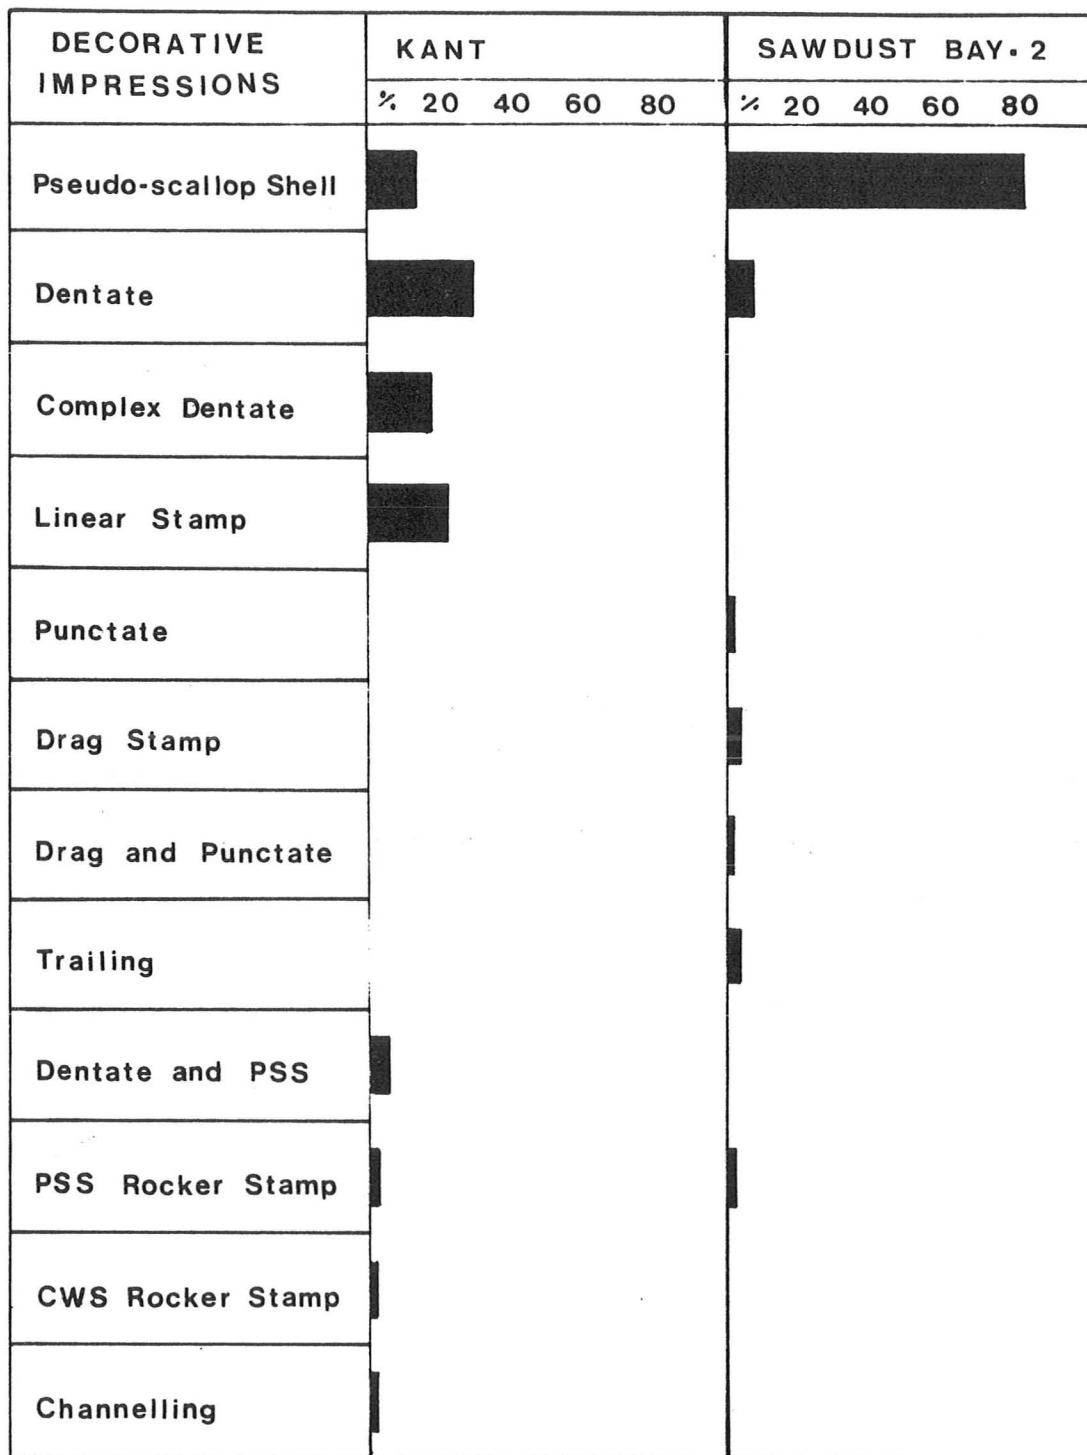 DECORATIVE
IMPRESSIONS
KANT
SAWDUST BAY-2
% 20 40 60 80
% 20 40 60 80
Pseudo-scallop Shell
Dentate
Complex Dentate
Linear Stamp
Punctate
Drag Stamp
Drag and Punctate
Trailing
Dentate and PSS
PSS Rocker Stamp
CWS Rocker Stamp
Channelling